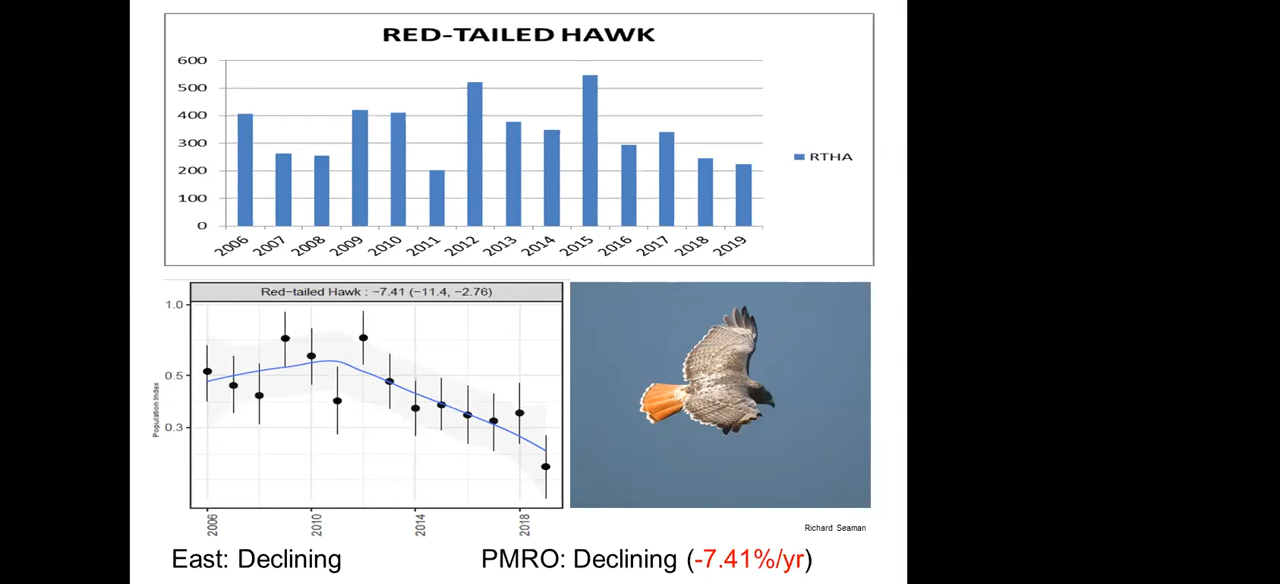 RED-TAILED HAWK
600
500
400
300
200
100
0
2006 2007 2008 2009 2010 2011 2012 2013 2014 2015 2016 2017 2018 2019
RTHA
Red−tailed Hawk : −7.41 (−11.4, −2.76)
1.0
0.5
0.3
Population Index
2006 2010 2014 2018
Richard Seaman
East: Declining
PMRO: Declining (-7.41%/yr)